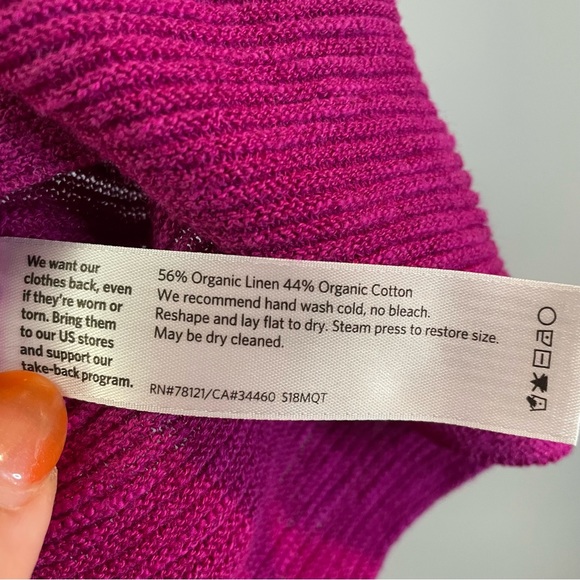 We want our
clothes back, even
if they're worn or
torn. Bring them
to our US stores
and support our
take-back program.
56% Organic Linen 44% Organic Cotton
We recommend hand wash cold, no bleach.
Reshape and lay flat to dry. Steam press to restore size.
May be dry cleaned.
RN#78121/CA#34460 S18MQT